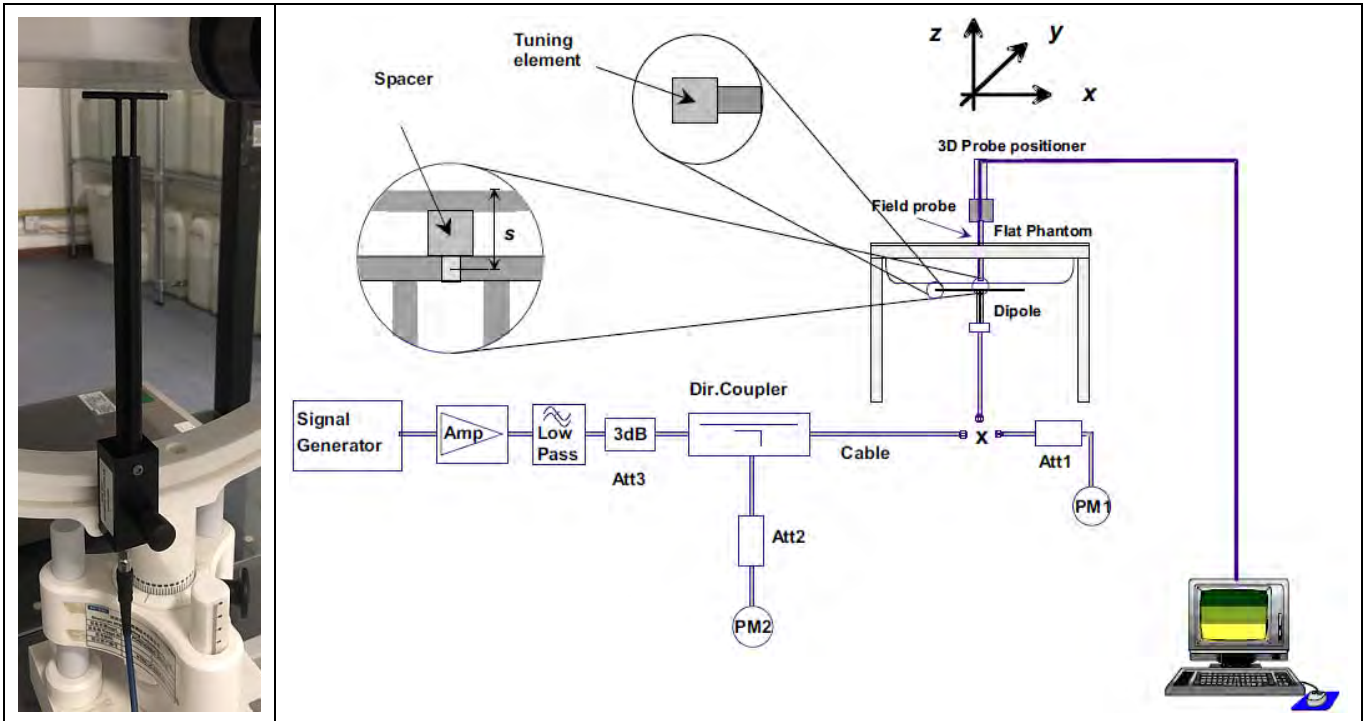 Tuning
element
Spacer
s
z
y
x
3D Probe positioner
Field probe
Flat Phantom
Dipole
Dir.Coupler
Signal
Generator
Amp
Low
Pass
3dB
Att3
Cable
x
Att1
PM1
Att2
PM2